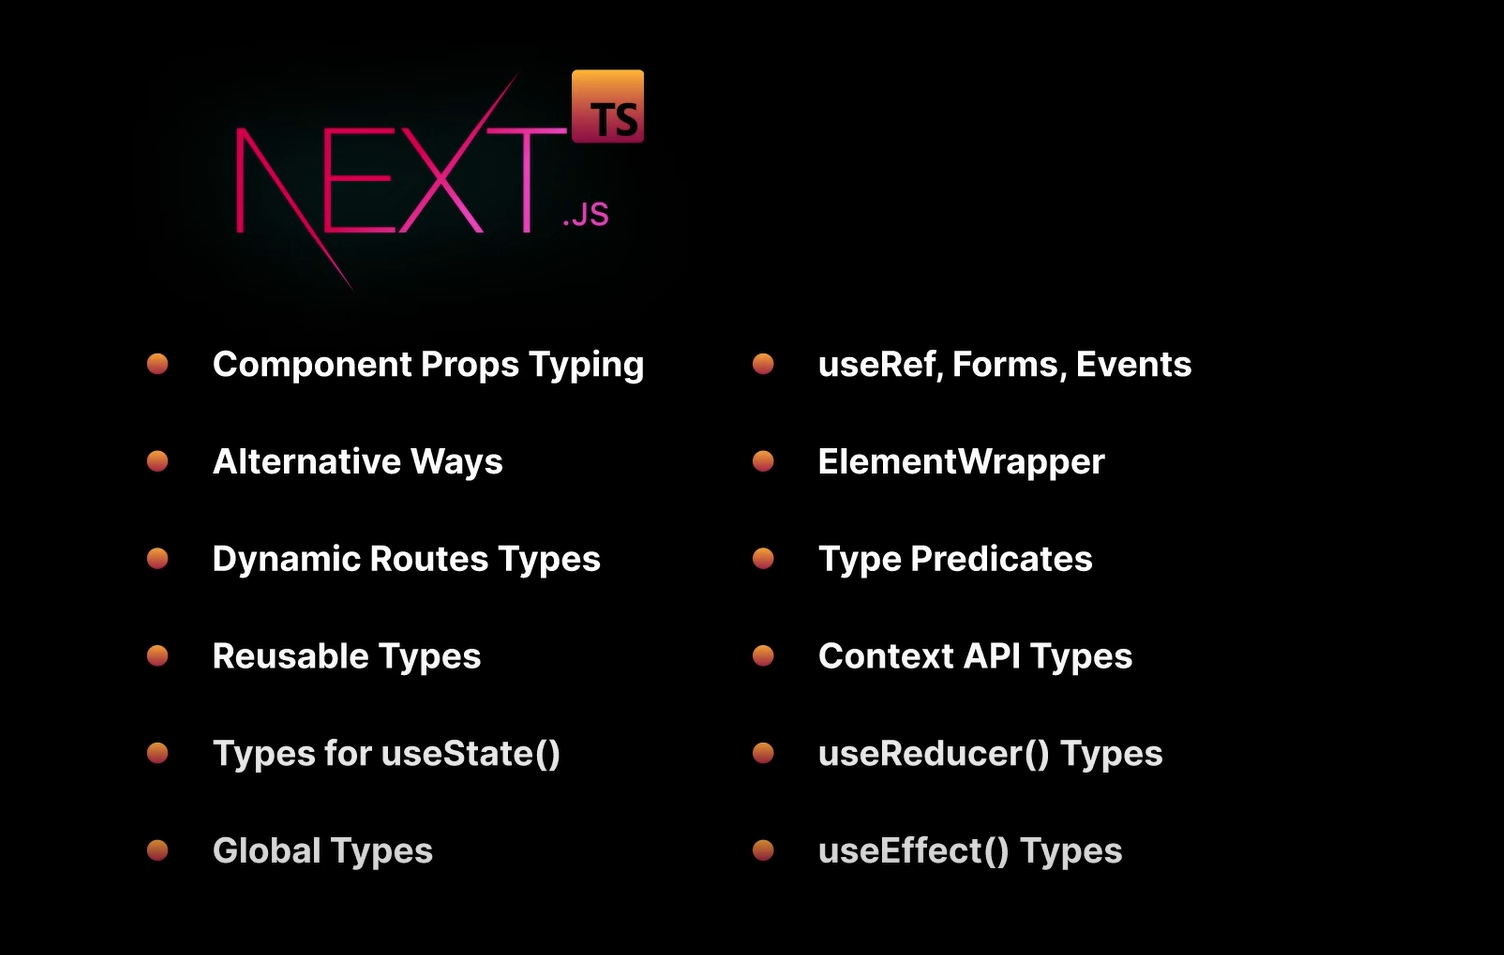 NEXT
TS
.JS
Component Props Typing
Alternative Ways
Dynamic Routes Types
Reusable Types
Types for useState()
Global Types
useRef, Forms, Events
ElementWrapper
Type Predicates
Context API Types
useReducer() Types
useEffect() Types